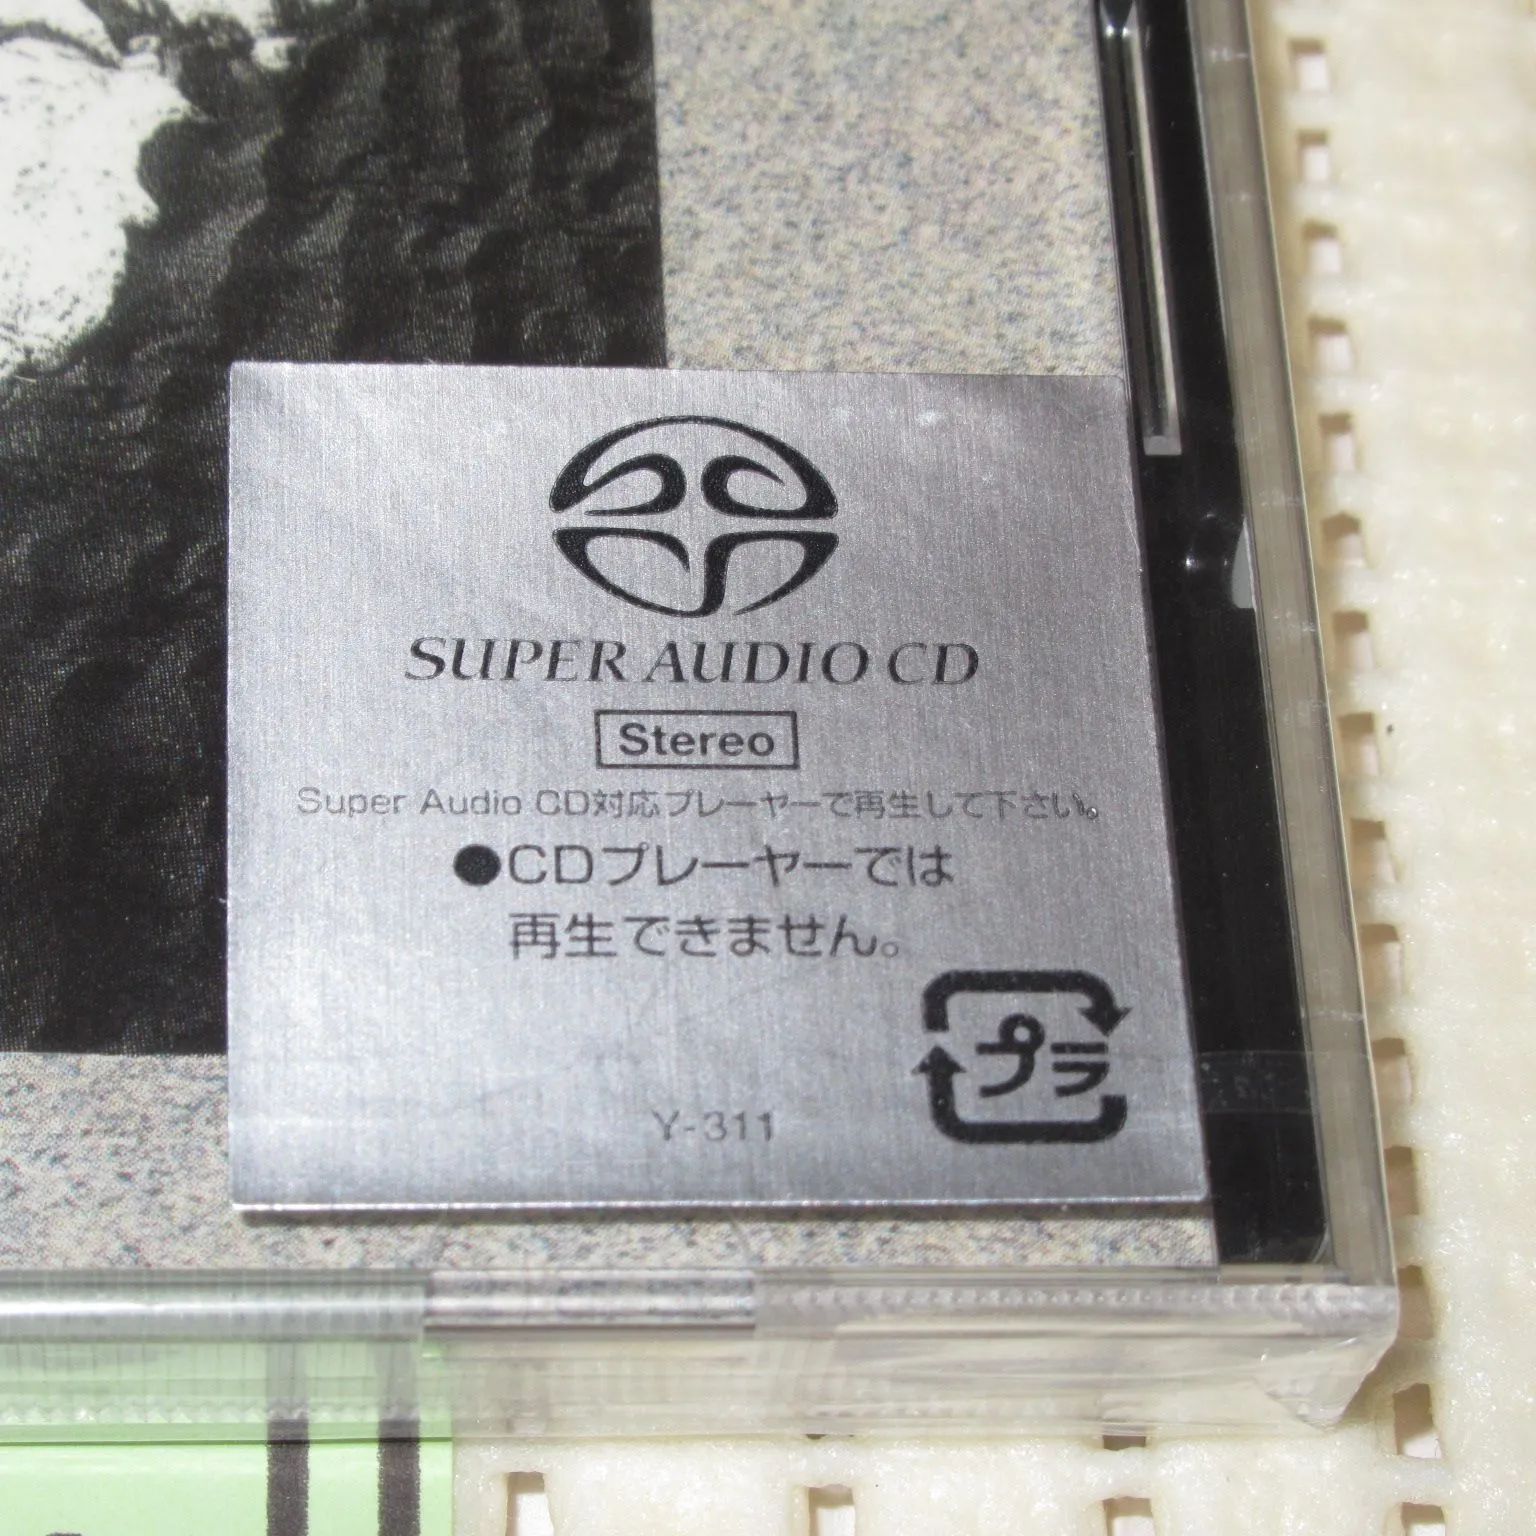 SUPER AUDIO CD
Stereo
Super Audio CD対応プレーヤーで再生して下さい。
●CDプレーヤーでは
再生できません。
プラ
Y-311